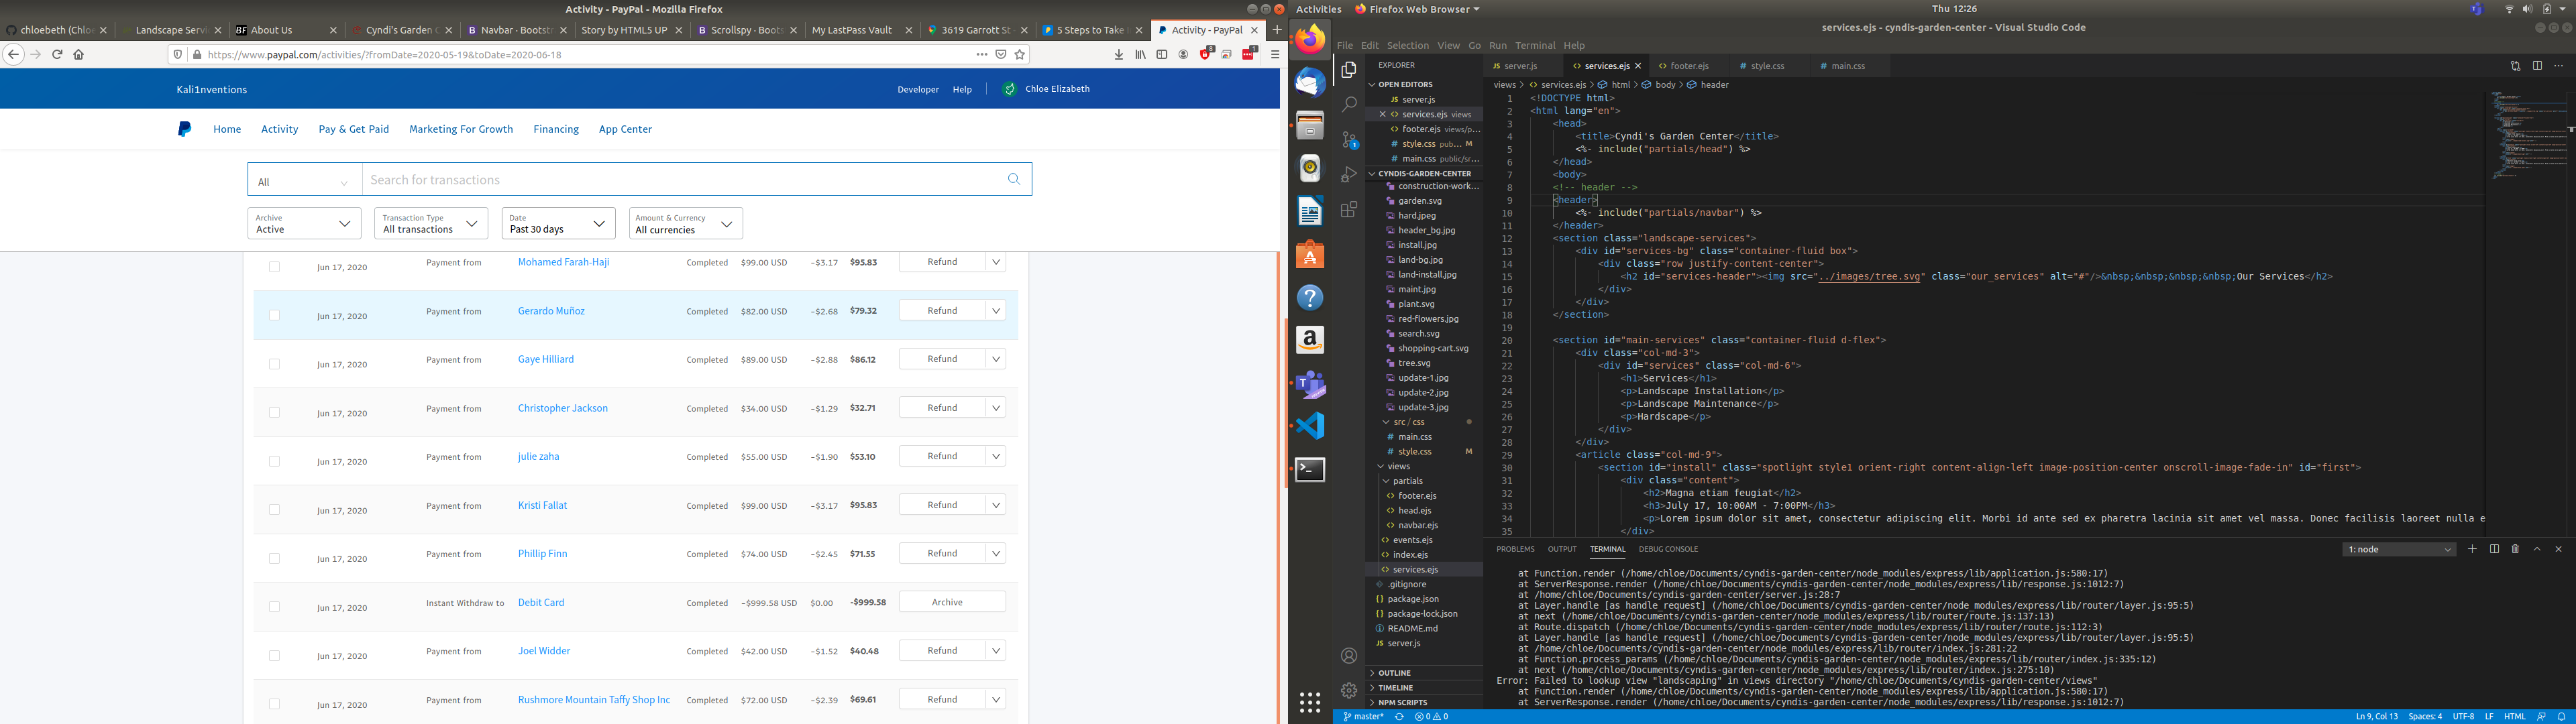 Activity - PayPal - Mozilla Firefox
chloebeth (Chloe
Landscape Servi
About Us
Cyndi's Garden C
Navbar · Bootstr
Story by HTML5 UP
Scrollspy · Boots
My LastPass Vault
3619 Garrott St
5 Steps to Take
Activity - PayPal
https://www.paypal.com/activities/?fromDate=2020-05-19&toDate=2020-06-18
Kali1nventions
Developer
Help
Chloe Elizabeth
Home
Activity
Pay & Get Paid
Marketing For Growth
Financing
App Center
All
Search for transactions
Archive
Active
Transaction Type
All transactions
Date
Past 30 days
Amount & Currency
All currencies
Jun 17, 2020 Payment from Mohamed Farah-Haji Completed $99.00 USD -$3.17 $95.83 Refund
Jun 17, 2020 Payment from Gerardo Muñoz Completed $82.00 USD -$2.68 $79.32 Refund
Jun 17, 2020 Payment from Gaye Hilliard Completed $89.00 USD -$2.88 $86.12 Refund
Jun 17, 2020 Payment from Christopher Jackson Completed $34.00 USD -$1.29 $32.71 Refund
Jun 17, 2020 Payment from julie zaha Completed $55.00 USD -$1.90 $53.10 Refund
Jun 17, 2020 Payment from Kristi Fallat Completed $99.00 USD -$3.17 $95.83 Refund
Jun 17, 2020 Payment from Phillip Finn Completed $74.00 USD -$2.45 $71.55 Refund
Jun 17, 2020 Instant Withdraw to Debit Card Completed -$999.58 USD $0.00 -$999.58 Archive
Jun 17, 2020 Payment from Joel Widder Completed $42.00 USD -$1.52 $40.48 Refund
Jun 17, 2020 Payment from Rushmore Mountain Taffy Shop Inc Completed $72.00 USD -$2.39 $69.61 Refund
Activities
Firefox Web Browser
Thu 12:26
services.ejs - cyndis-garden-center - Visual Studio Code
File Edit Selection View Go Run Terminal Help
EXPLORER
OPEN EDITORS
server.js
services.ejs views
footer.ejs views/p...
style.css pub... M
main.css public/sr...
CYNDIS-GARDEN-CENTER
construction-work...
garden.svg
hard.jpeg
header_bg.jpg
install.jpg
land-bg.jpg
land-install.jpg
maint.jpg
plant.svg
red-flowers.jpg
search.svg
shopping-cart.svg
tree.svg
update-1.jpg
update-2.jpg
update-3.jpg
src / css
main.css
style.css M
views
partials
footer.ejs
head.ejs
navbar.ejs
events.ejs
index.ejs
services.ejs
.gitignore
package.json
package-lock.json
README.md
server.js
OUTLINE
TIMELINE
NPM SCRIPTS
server.js
services.ejs
footer.ejs
style.css
main.css
views > services.ejs > html > body > header
1 <!DOCTYPE html>
2 <html lang="en">
3 <head>
4 <title>Cyndi's Garden Center</title>
5 <%- include("partials/head") %>
6 </head>
7 <body>
8 <!-- header -->
9 <header>
10 <%- include("partials/navbar") %>
11 </header>
12 <section class="landscape-services">
13 <div id="services-bg" class="container-fluid box">
14 <div class="row justify-content-center">
15 <h2 id="services-header"><img src="../images/tree.svg" class="our_services" alt="#"/>&nbsp;&nbsp;&nbsp;&nbsp;Our Services</h2>
16 </div>
17 </div>
18 </section>
19
20 <section id="main-services" class="container-fluid d-flex">
21 <div class="col-md-3">
22 <div id="services" class="col-md-6">
23 <h1>Services</h1>
24 <p>Landscape Installation</p>
25 <p>Landscape Maintenance</p>
26 <p>Hardscape</p>
27 </div>
28 </div>
29 <article class="col-md-9">
30 <section id="install" class="spotlight style1 orient-right content-align-left image-position-center onscroll-image-fade-in" id="first">
31 <div class="content">
32 <h2>Magna etiam feugiat</h2>
33 <h3>July 17, 10:00AM - 7:00PM</h3>
34 <p>Lorem ipsum dolor sit amet, consectetur adipiscing elit. Morbi id ante sed ex pharetra lacinia sit amet vel massa. Donec facilisis laoreet nulla e
35 </div>
PROBLEMS OUTPUT TERMINAL DEBUG CONSOLE
1: node
at Function.render (/home/chloe/Documents/cyndis-garden-center/node_modules/express/lib/application.js:580:17)
at ServerResponse.render (/home/chloe/Documents/cyndis-garden-center/node_modules/express/lib/response.js:1012:7)
at /home/chloe/Documents/cyndis-garden-center/server.js:28:7
at Layer.handle [as handle_request] (/home/chloe/Documents/cyndis-garden-center/node_modules/express/lib/router/layer.js:95:5)
at next (/home/chloe/Documents/cyndis-garden-center/node_modules/express/lib/router/route.js:137:13)
at Route.dispatch (/home/chloe/Documents/cyndis-garden-center/node_modules/express/lib/router/route.js:112:3)
at Layer.handle [as handle_request] (/home/chloe/Documents/cyndis-garden-center/node_modules/express/lib/router/layer.js:95:5)
at /home/chloe/Documents/cyndis-garden-center/node_modules/express/lib/router/index.js:281:22
at Function.process_params (/home/chloe/Documents/cyndis-garden-center/node_modules/express/lib/router/index.js:335:12)
at next (/home/chloe/Documents/cyndis-garden-center/node_modules/express/lib/router/index.js:275:10)
Error: Failed to lookup view "landscaping" in views directory "/home/chloe/Documents/cyndis-garden-center/views"
at Function.render (/home/chloe/Documents/cyndis-garden-center/node_modules/express/lib/application.js:580:17)
at ServerResponse.render (/home/chloe/Documents/cyndis-garden-center/node_modules/express/lib/response.js:1012:7)
master* 0 0
Ln 9, Col 13 Spaces: 4 UTF-8 LF HTML